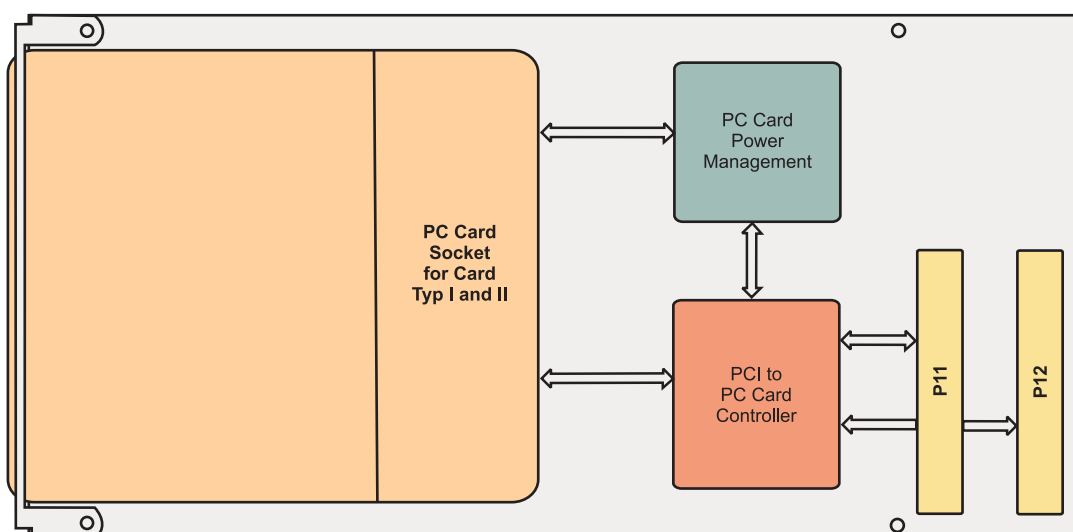 PC Card
Socket
for Card
Typ I and II
PC Card
Power
Management
PCI to
PC Card
Controller
P11
P12